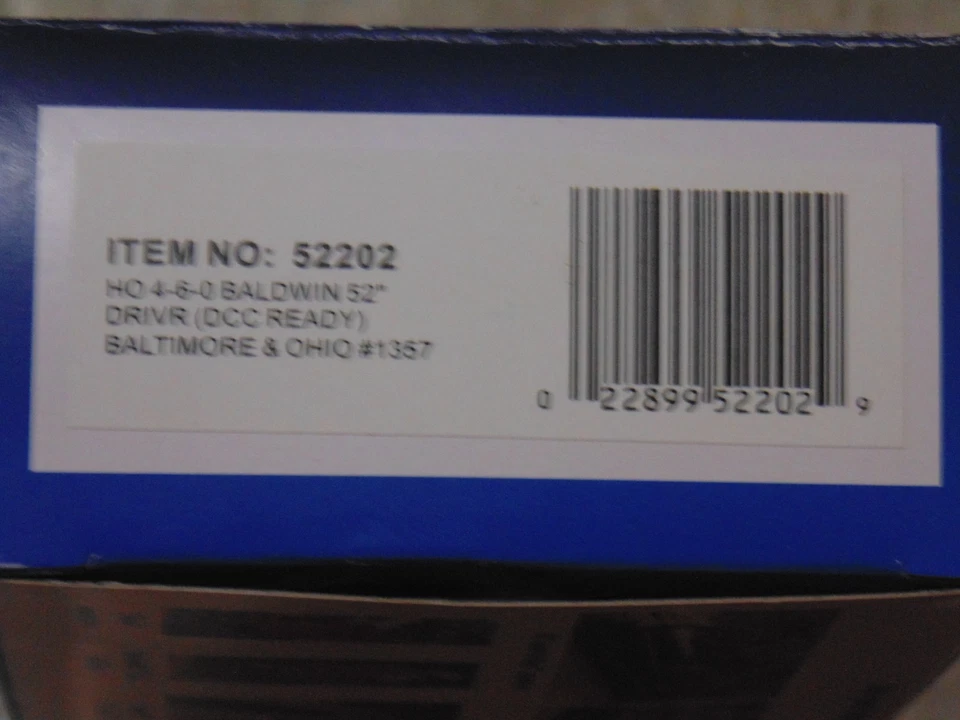 ITEM NO: 52202
HO 4-6-0 BALDWIN 52"
DRIVR (DCC READY)
BALTIMORE & OHIO #1357
0 22899 52202 9